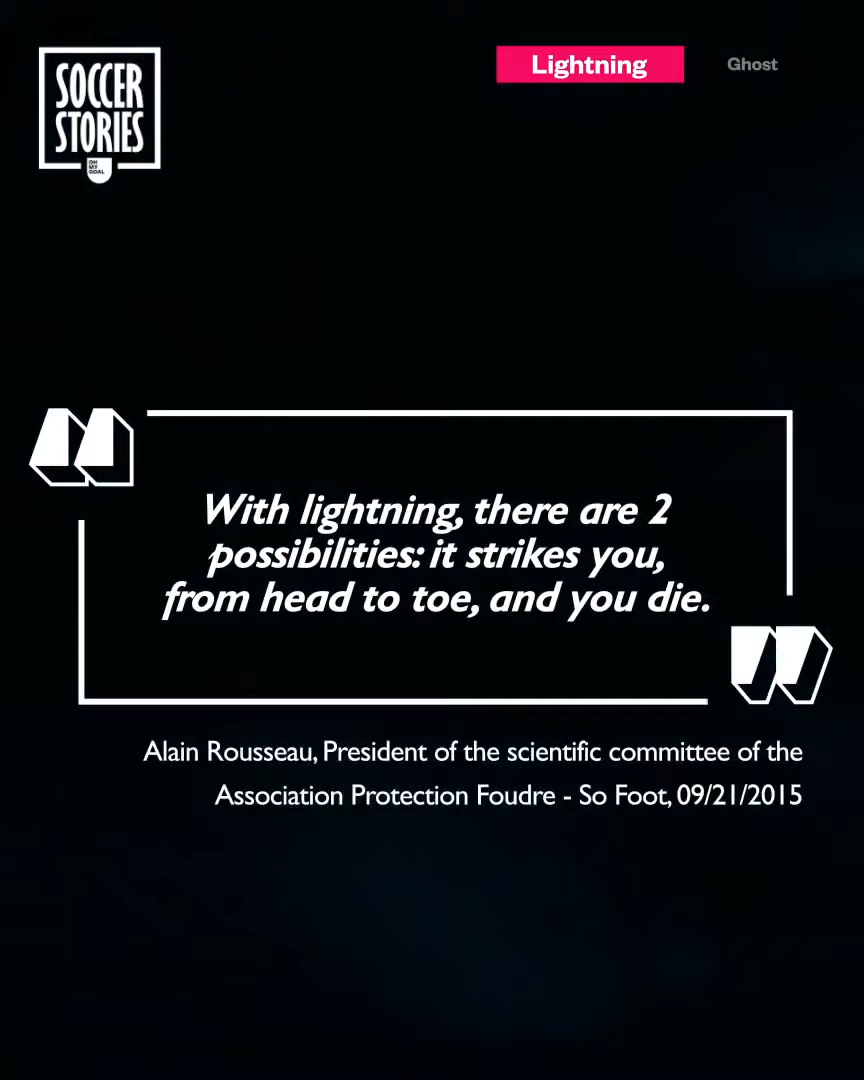 SOCCER
STORIES
OH
MY
GOAL
Lightning
Ghost
With lightning, there are 2
possibilities: it strikes you,
from head to toe, and you die.
Alain Rousseau, President of the scientific committee of the
Association Protection Foudre - So Foot, 09/21/2015